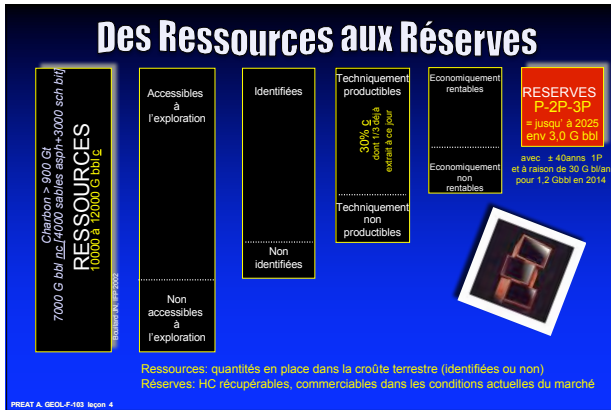 Des Ressources aux Réserves
Charbon > 900 Gt
7000 G bbl nc [4000 sables asph+3000 sch bit]
RESSOURCES
10000 à 12000 G bbl c
Bouillard JN, IFP 2002
Accessibles
à
l'exploration
Non
accessibles
à
l'exploration
Identifiées
Non
identifiées
Techniquement
productibles
30% c
dont 1/3 déjà
extrait à ce jour
Techniquement
non
productibles
Economiquement
rentables
Economiquement
non
rentables
RESERVES
P-2P-3P
= jusqu' à 2025
env 3,0 G bbl
avec ± 40anns 1P
et à raison de 30 G bl/an
pour 1,2 Gbbl en 2014
Ressources: quantités en place dans la croûte terrestre (identifiées ou non)
Réserves: HC récupérables, commerciables dans les conditions actuelles du marché
PREAT A. GEOL-F-103 leçon 4